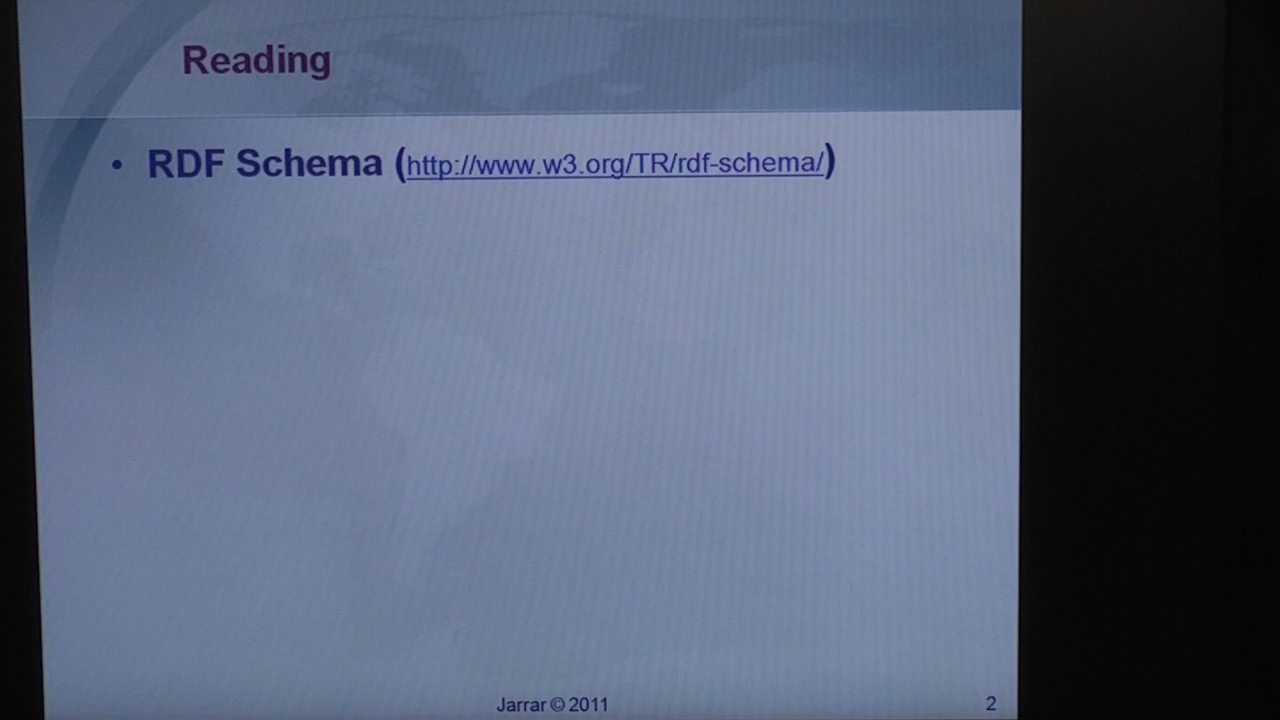 Reading
• RDF Schema (http://www.w3.org/TR/rdf-schema/)
Jarrar © 2011
2